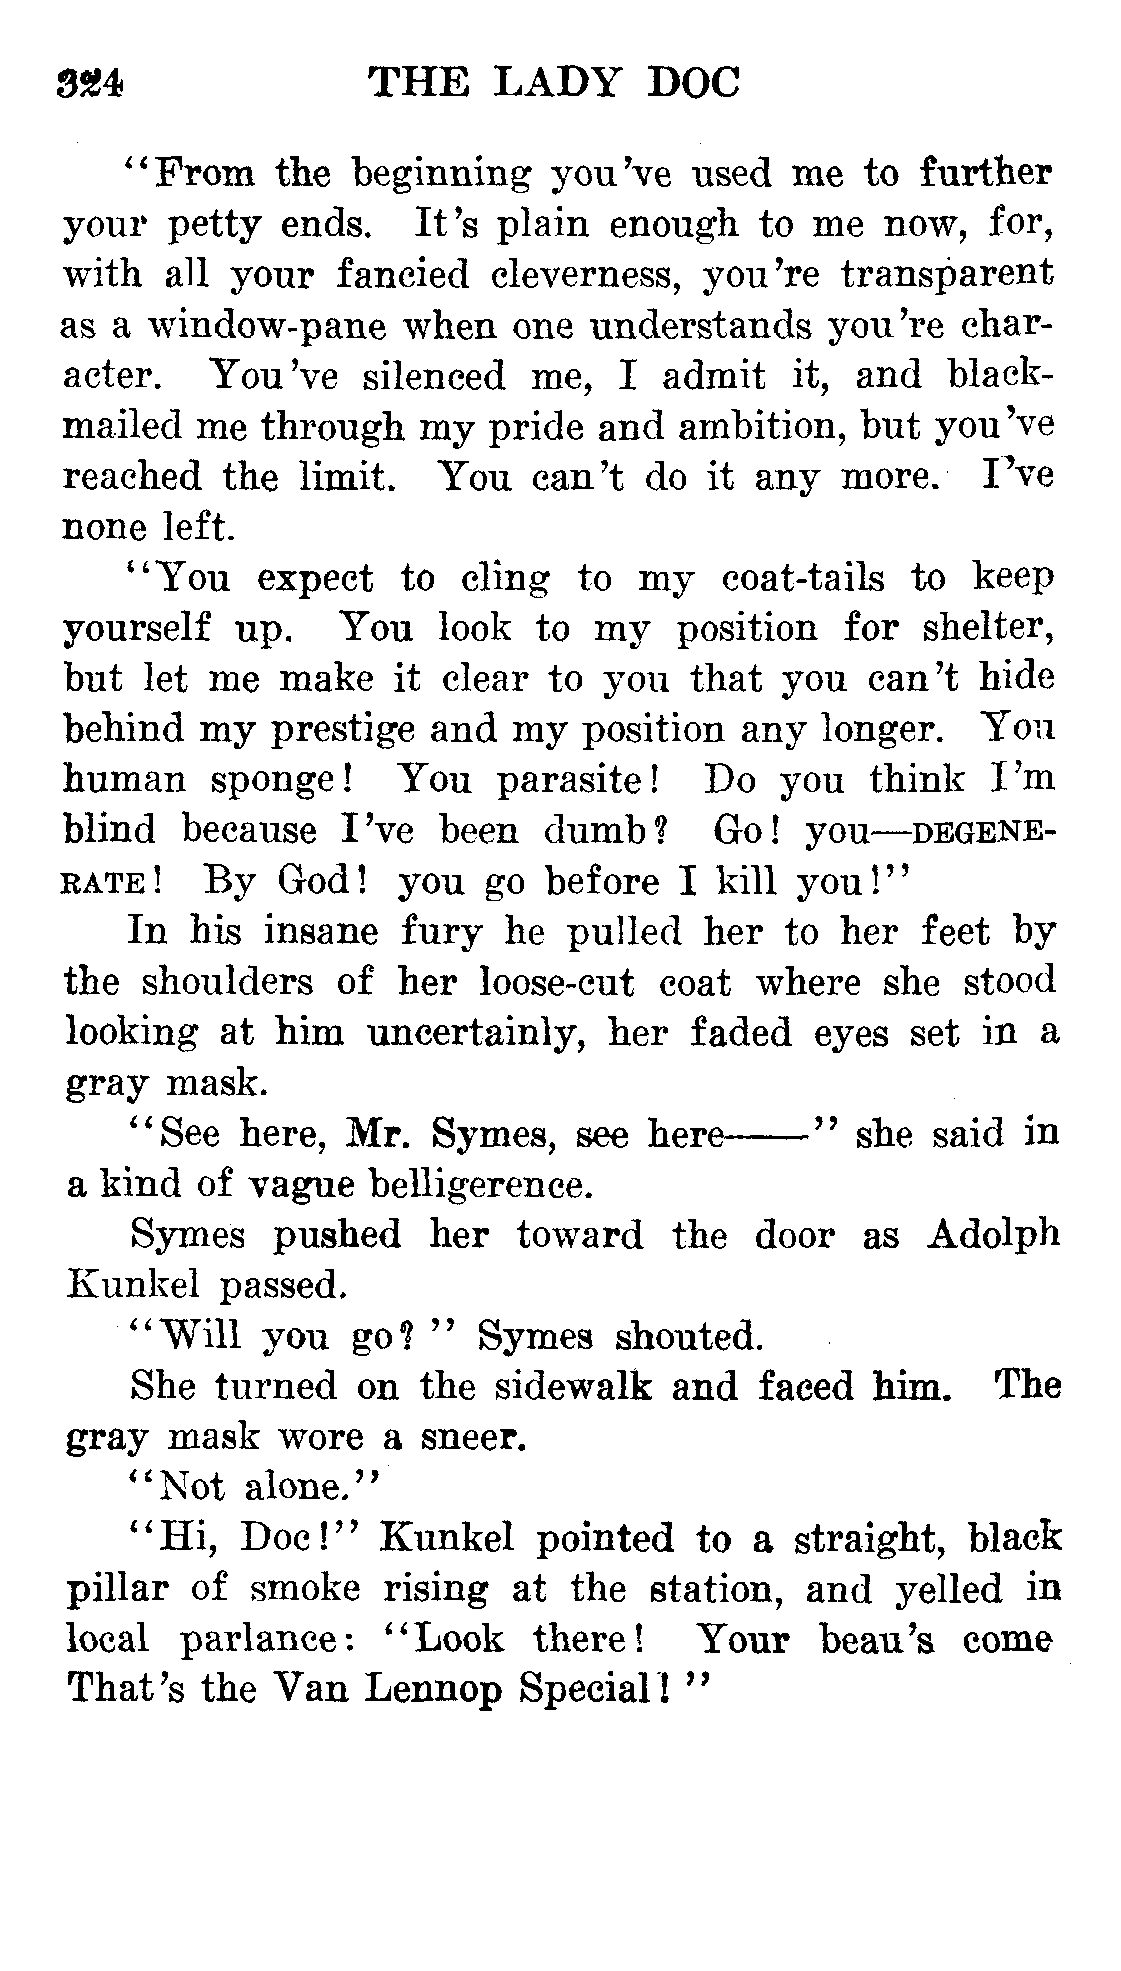 324 THE LADY DOC
"From the beginning you've used me to further
your petty ends. It's plain enough to me now, for,
with all your fancied cleverness, you're transparent
as a window-pane when one understands you're char-
acter. You've silenced me, I admit it, and black-
mailed me through my pride and ambition, but you've
reached the limit. You can't do it any more. I've
none left.
"You expect to cling to my coat-tails to keep
yourself up. You look to my position for shelter,
but let me make it clear to you that you can't hide
behind my prestige and my position any longer. You
human sponge! You parasite! Do you think I'm
blind because I've been dumb? Go! you—DEGENE-
RATE! By God! you go before I kill you!"
In his insane fury he pulled her to her feet by
the shoulders of her loose-cut coat where she stood
looking at him uncertainly, her faded eyes set in a
gray mask.
"See here, Mr. Symes, see here——" she said in
a kind of vague belligerence.
Symes pushed her toward the door as Adolph
Kunkel passed.
"Will you go?" Symes shouted.
She turned on the sidewalk and faced him. The
gray mask wore a sneer.
"Not alone."
"Hi, Doc!" Kunkel pointed to a straight, black
pillar of smoke rising at the station, and yelled in
local parlance: "Look there! Your beau's come
That's the Van Lennop Special!"